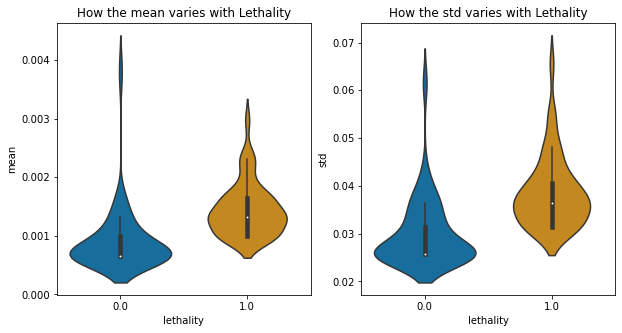 How the mean varies with Lethality
0.004
0.003
0.002
0.001
0.000
mean
0.0
1.0
lethality
How the std varies with Lethality
0.07
0.06
0.05
0.04
0.03
0.02
std
0.0
1.0
lethality